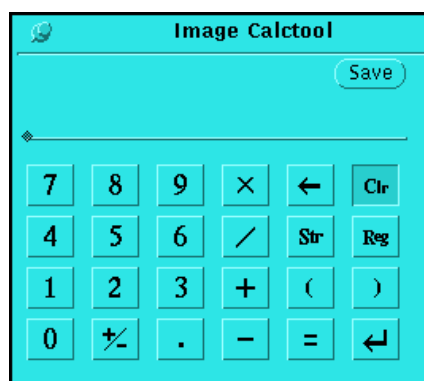 Image Calctool
Save
7 8 9 × ← Clr
4 5 6 / Str Reg
1 2 3 + ( )
0 +/- . − = ↵